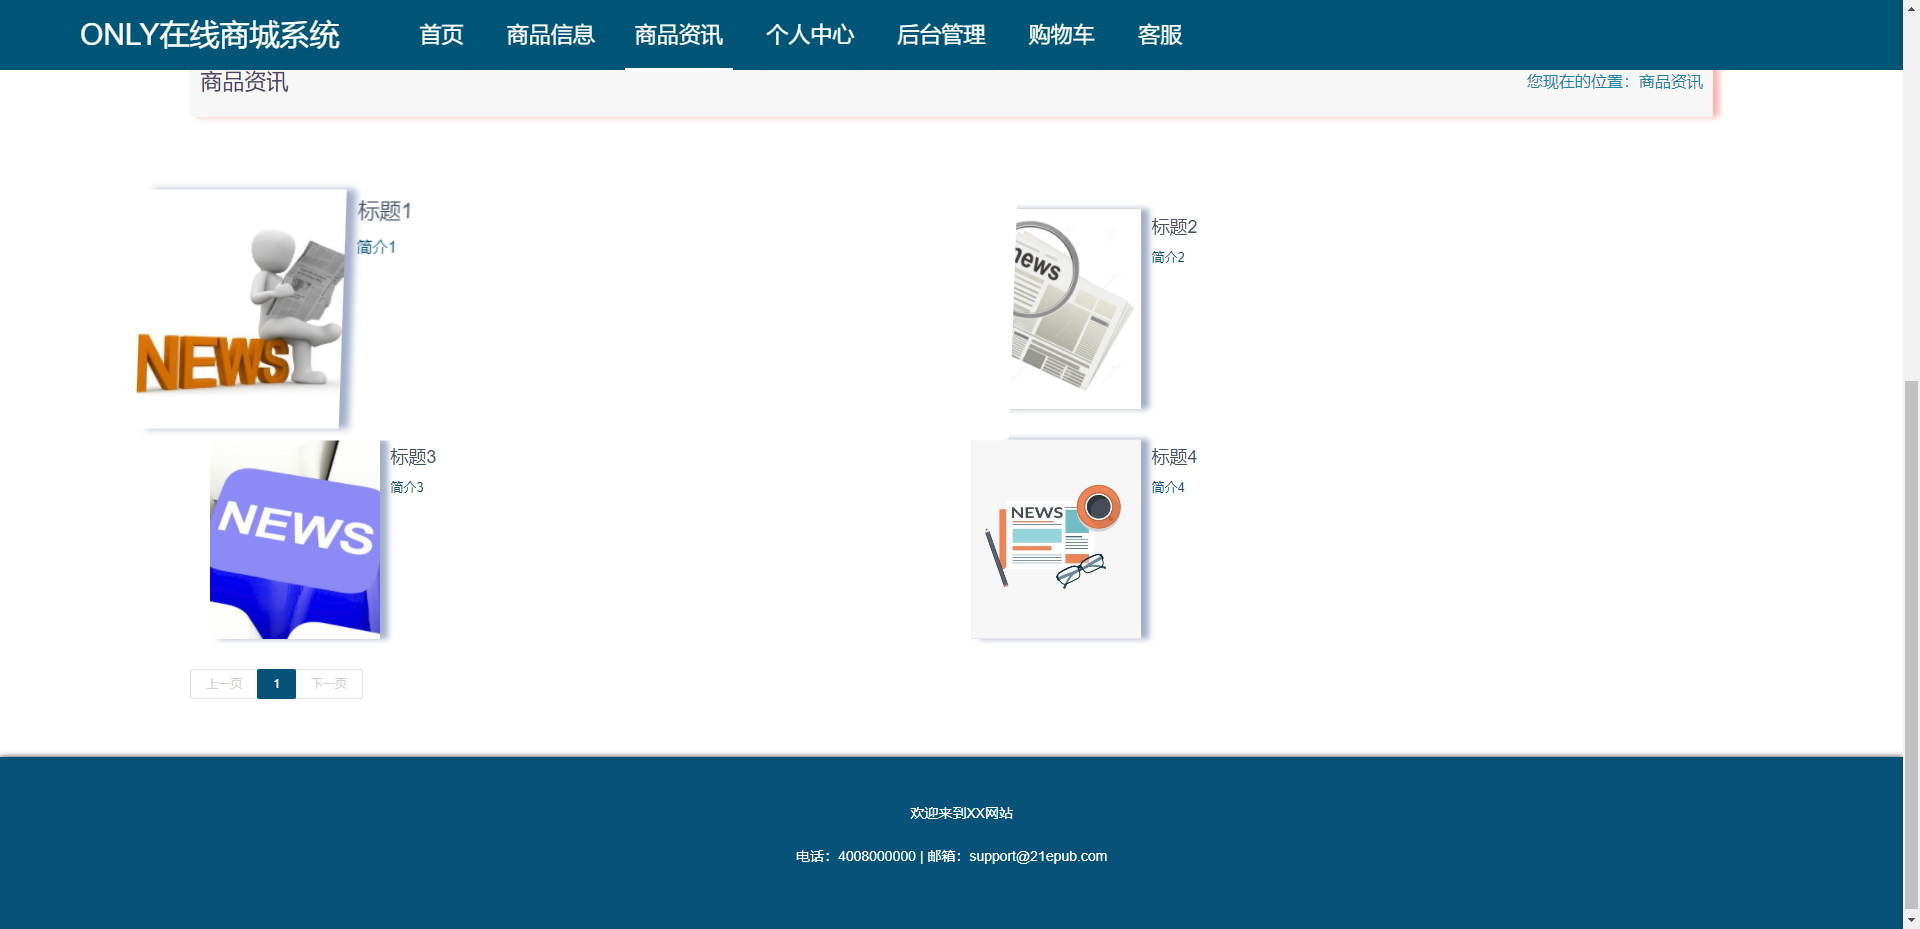 ONLY在线商城系统 首页 商品信息 商品资讯 个人中心 后台管理 购物车 客服
商品资讯 您现在的位置：商品资讯
标题1
简介1
NEWS
标题2
简介2
news
标题3
简介3
NEWS
标题4
简介4
NEWS
上一页 1 下一页
欢迎来到XX网站
电话：4008000000 | 邮箱：support@21epub.com